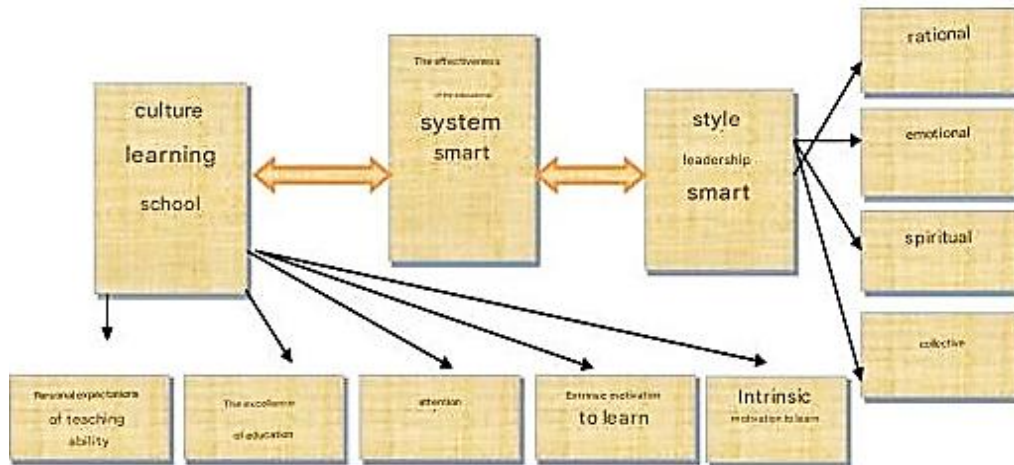 culture
learning
school
The effectiveness
of the educational
system
smart
style
leadership
smart
rational
emotional
spiritual
collective
Personal expectations
of teaching
ability
The excellence
of education
attention
Extrinsic motivation
to learn
Intrinsic
motivation to learn